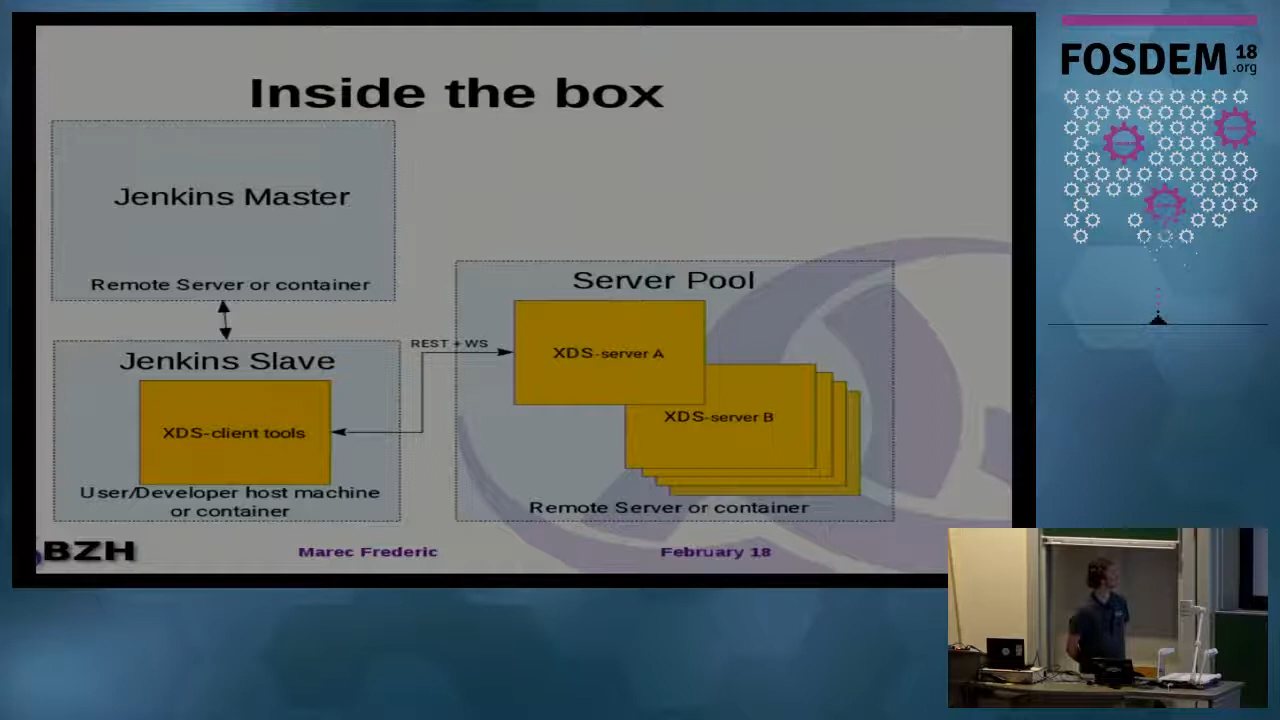 Inside the box
Jenkins Master
Remote Server or container
Jenkins Slave
XDS-client tools
User/Developer host machine
or container
REST + WS
Server Pool
XDS-server A
XDS-server B
Remote Server or container
BZH
Marec Frederic
February 18
FOSDEM 18
.org